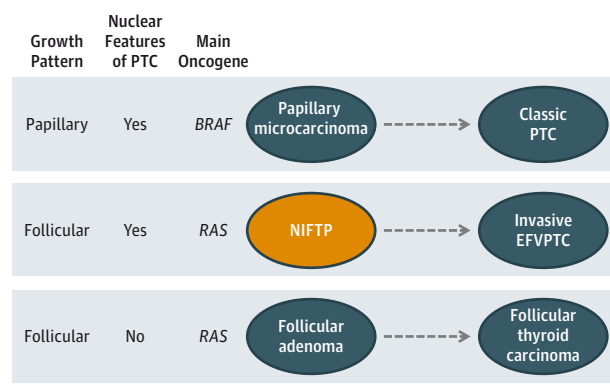 Growth Pattern
Nuclear Features of PTC
Main Oncogene
Papillary
Yes
BRAF
Papillary
microcarcinoma
Classic
PTC
Follicular
Yes
RAS
NIFTP
Invasive
EFVPTC
Follicular
No
RAS
Follicular
adenoma
Follicular
thyroid
carcinoma